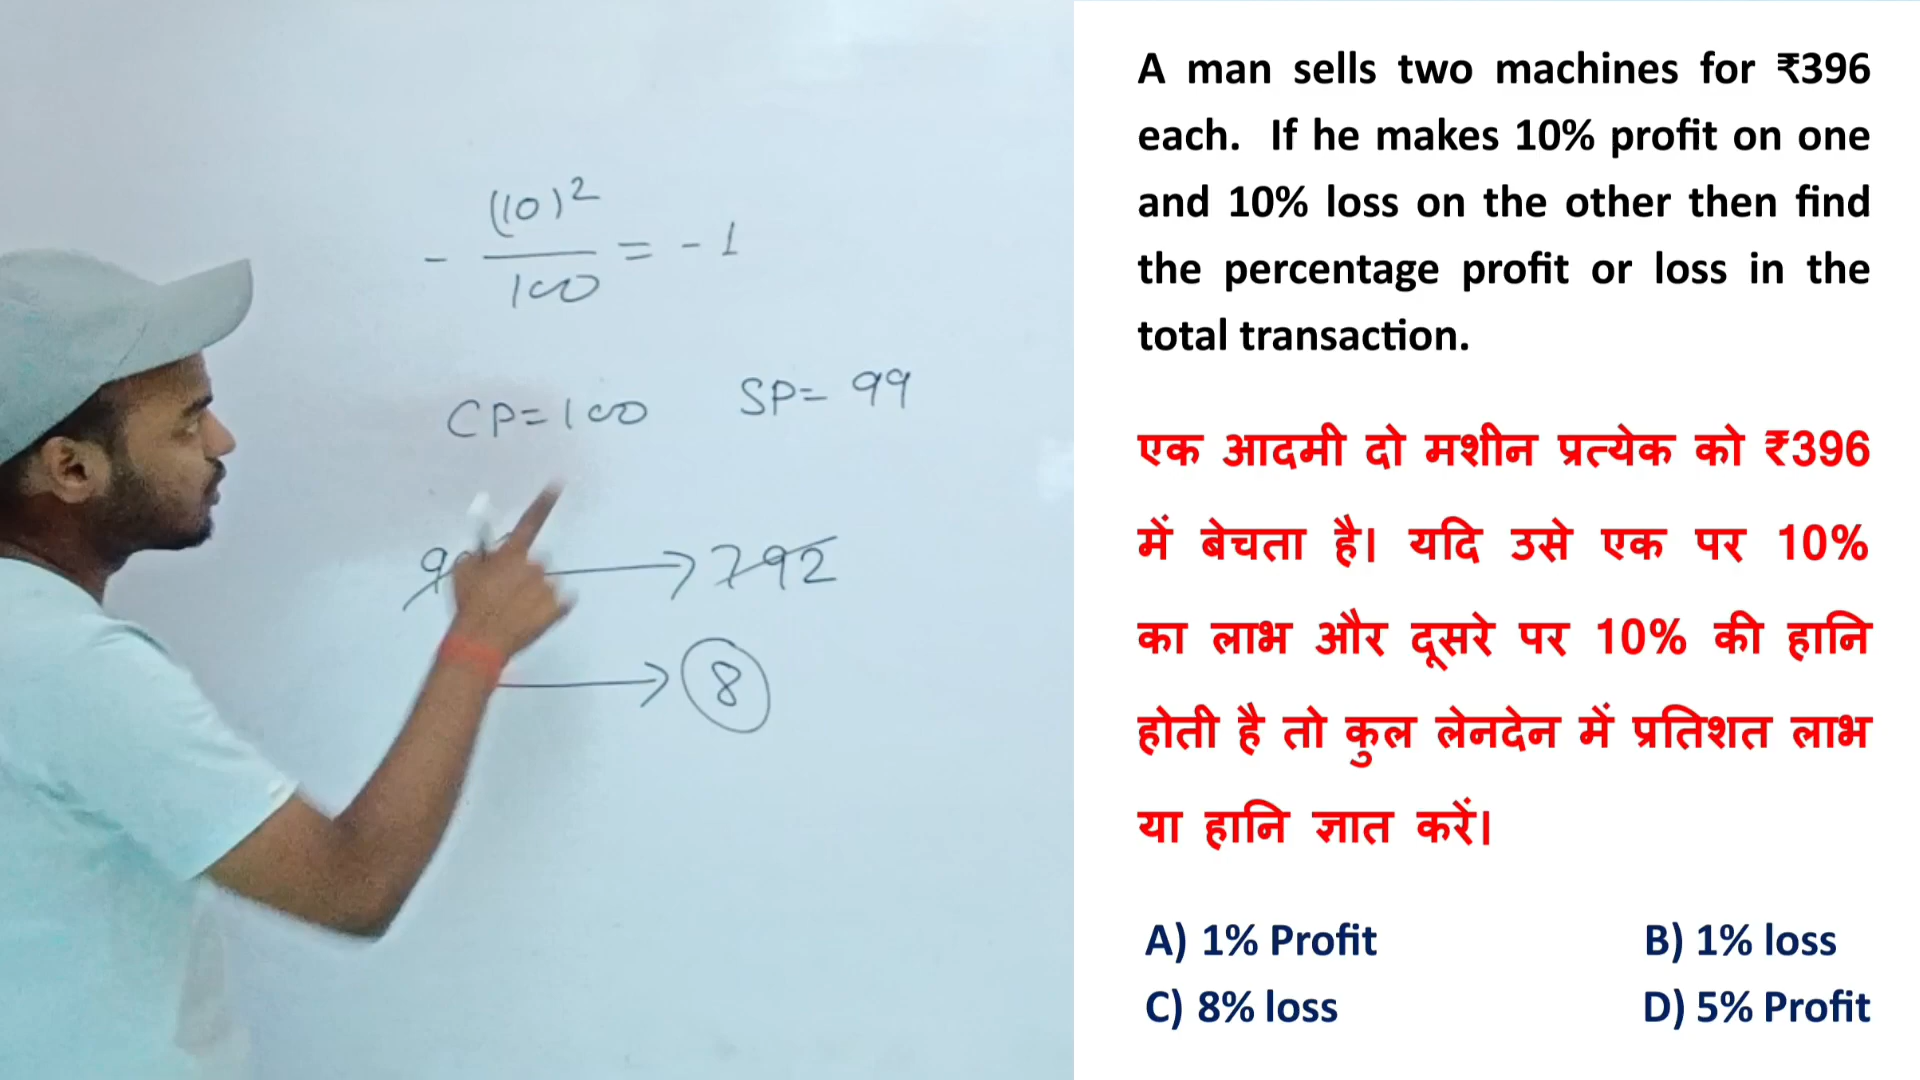 - (10)² / 100 = - 1
CP=100 SP= 99
→ 792
→ 8
A man sells two machines for ₹396
each. If he makes 10% profit on one
and 10% loss on the other then find
the percentage profit or loss in the
total transaction.
एक आदमी दो मशीन प्रत्येक को ₹396
में बेचता है। यदि उसे एक पर 10%
का लाभ और दूसरे पर 10% की हानि
होती है तो कुल लेनदेन में प्रतिशत लाभ
या हानि ज्ञात करें।
A) 1% Profit B) 1% loss
C) 8% loss D) 5% Profit